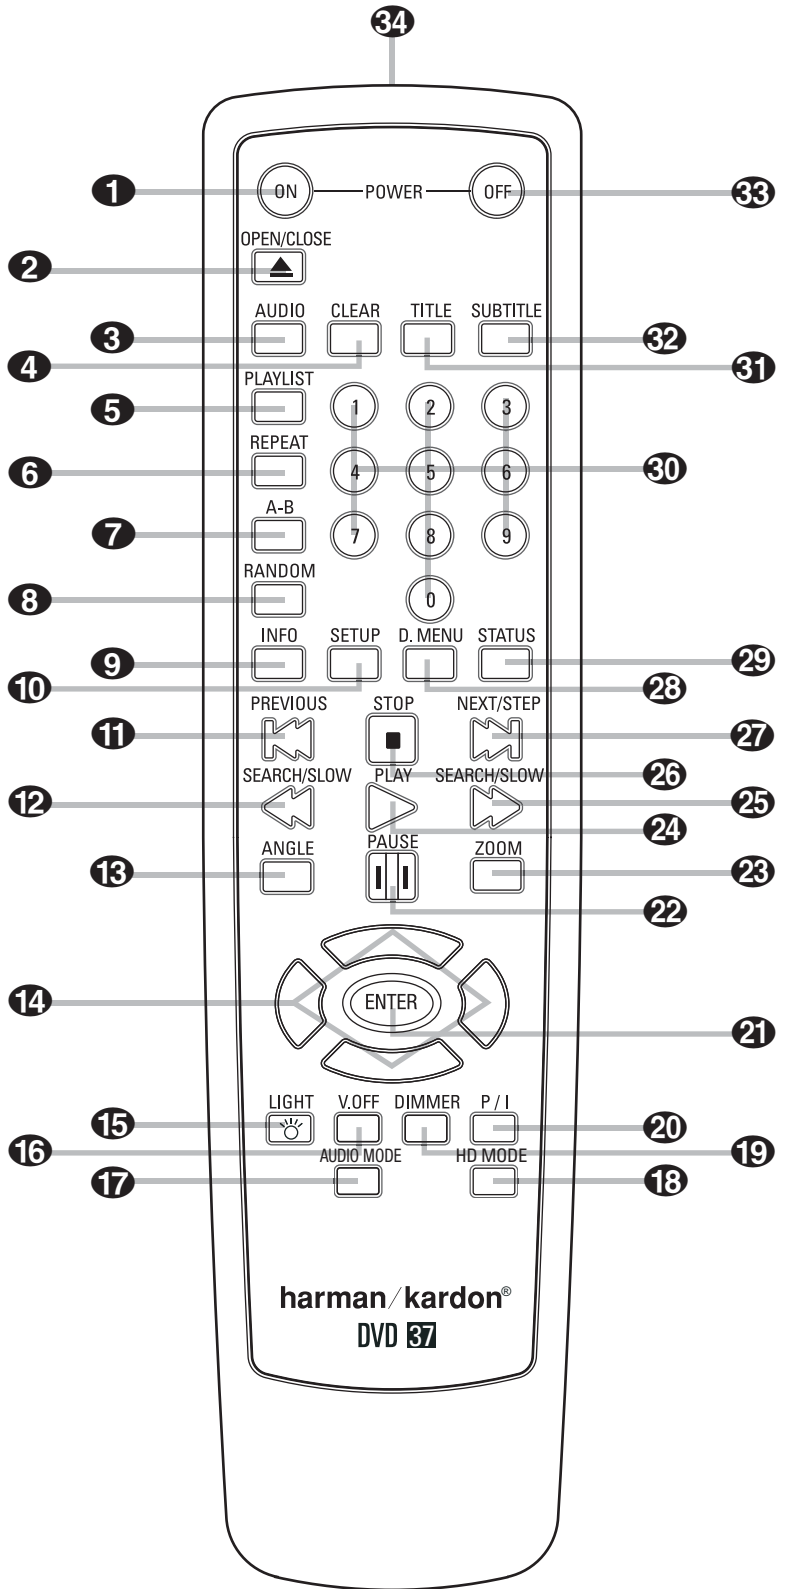 34
1 ON POWER OFF 33
OPEN/CLOSE
2
AUDIO CLEAR TITLE SUBTITLE
3 32
4 31
PLAYLIST
5 1 2 3
REPEAT
6 4 5 6 30
A-B
7 7 8 9
RANDOM
8 0
INFO SETUP D. MENU STATUS
9 29
10 28
PREVIOUS STOP NEXT/STEP
11 27
26
SEARCH/SLOW PLAY SEARCH/SLOW
12 25
24
ANGLE PAUSE ZOOM
13 23
22
14 ENTER 21
LIGHT V.OFF DIMMER P / I
15 20
16 19
AUDIO MODE HD MODE
17 18
harman/kardon®
DVD 37